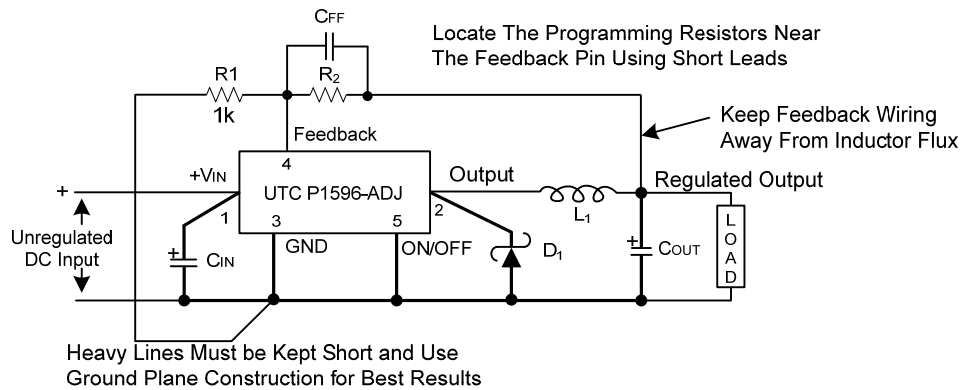 CFF
Locate The Programming Resistors Near
The Feedback Pin Using Short Leads
R1
R2
1k
Keep Feedback Wiring
Away From Inductor Flux
Feedback
4
+VIN
UTC P1596-ADJ
Output
Regulated Output
+
1
3
5
2
L1
Unregulated
DC Input
+
CIN
GND
ON/OFF
D1
+
COUT
LOAD
Heavy Lines Must be Kept Short and Use
Ground Plane Construction for Best Results